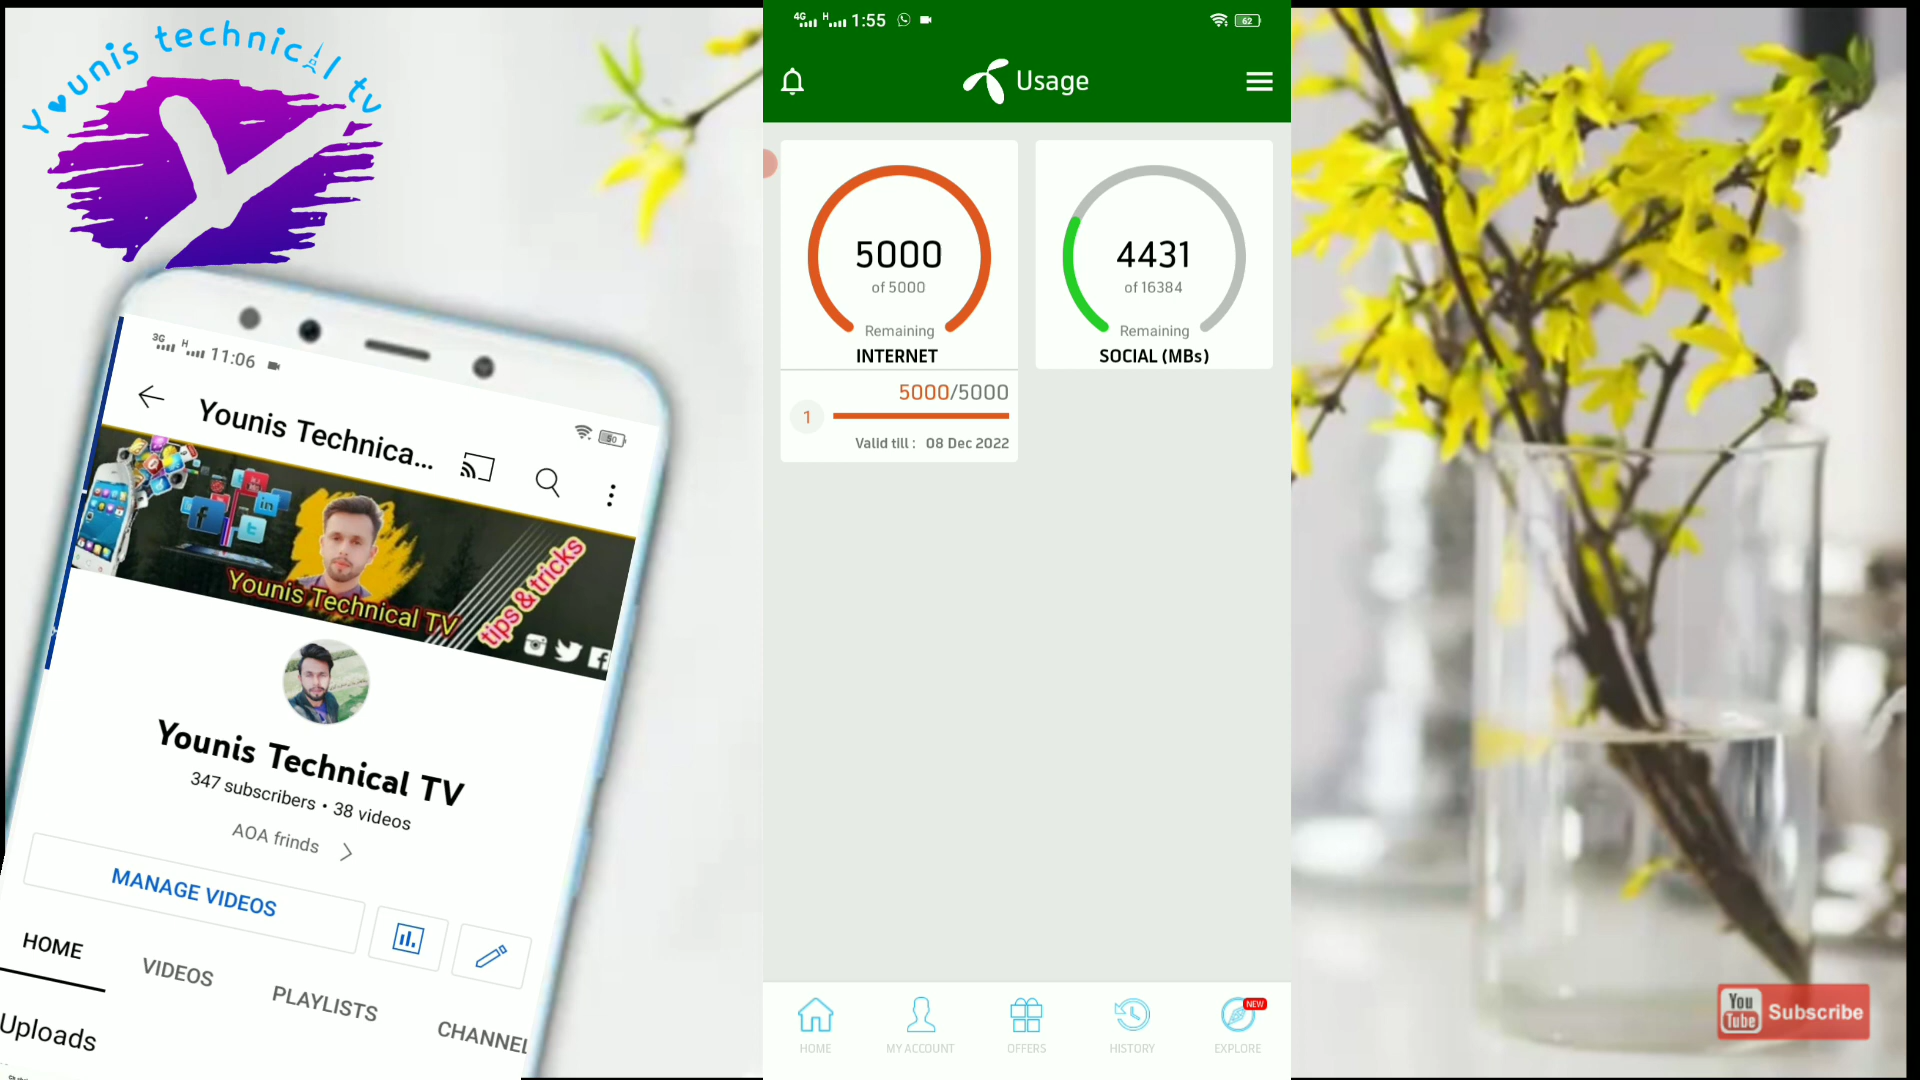 Younis technical tv
3G H 11:06
50
Younis Technica...
Younis Technical TV
tips & tricks
Younis Technical TV
347 subscribers • 38 videos
AOA frinds
MANAGE VIDEOS
HOME
VIDEOS
PLAYLISTS
CHANNEL
Uploads
4G H 1:55
62
Usage
5000
of 5000
Remaining
INTERNET
5000/5000
1
Valid till : 08 Dec 2022
4431
of 16384
Remaining
SOCIAL (MBs)
HOME
MY ACCOUNT
OFFERS
HISTORY
NEW
EXPLORE
You
Tube
Subscribe